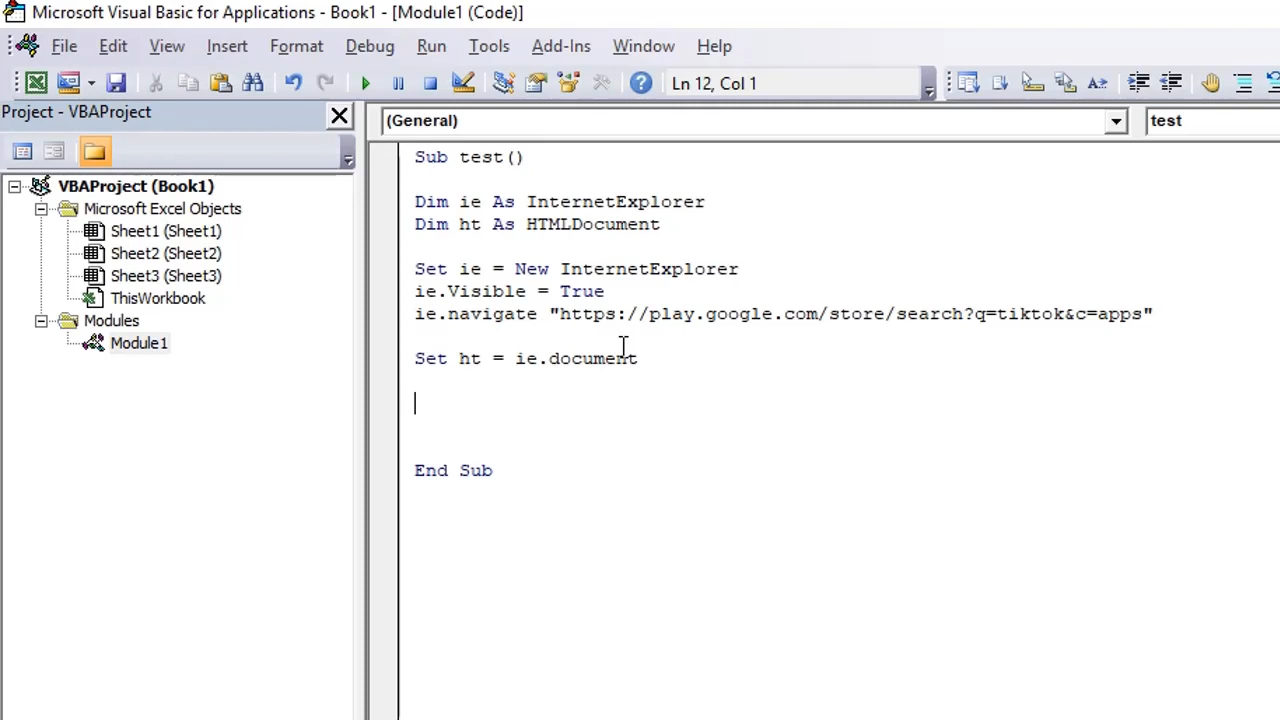 Microsoft Visual Basic for Applications - Book1 - [Module1 (Code)]
File Edit View Insert Format Debug Run Tools Add-Ins Window Help
Ln 12, Col 1
Project - VBAProject
(General)
test
VBAProject (Book1)
Microsoft Excel Objects
Sheet1 (Sheet1)
Sheet2 (Sheet2)
Sheet3 (Sheet3)
ThisWorkbook
Modules
Module1
Sub test()
Dim ie As InternetExplorer
Dim ht As HTMLDocument
Set ie = New InternetExplorer
ie.Visible = True
ie.navigate "https://play.google.com/store/search?q=tiktok&c=apps"
Set ht = ie.document
End Sub